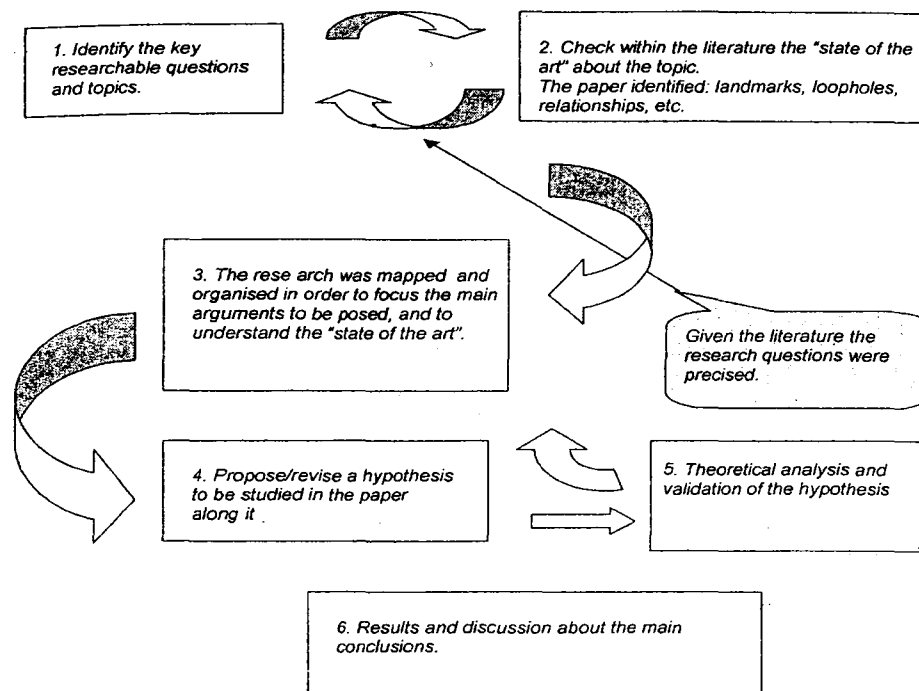 1. Identify the key
researchable questions
and topics.
2. Check within the literature the "state of the
art" about the topic.
The paper identified: landmarks, loopholes,
relationships, etc.
3. The rese arch was mapped and
organised in order to focus the main
arguments to be posed, and to
understand the "state of the art".
Given the literature the
research questions were
precised.
4. Propose/revise a hypothesis
to be studied in the paper
along it .
5. Theoretical analysis and
validation of the hypothesis
6. Results and discussion about the main
conclusions.